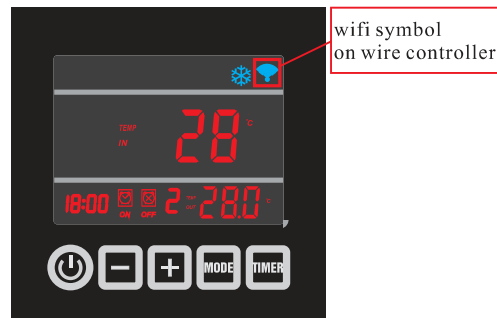 wifi symbol
on wire controller
28 °C
TEMP
IN
18:00 ON OFF 2 28.0
MODE TIMER